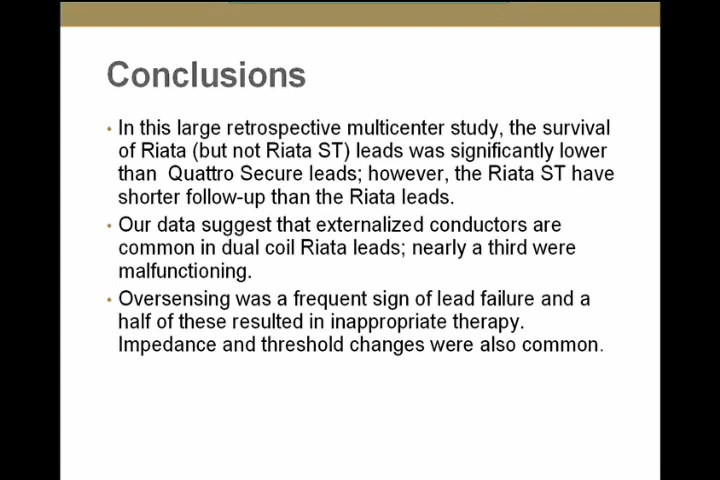 Conclusions
• In this large retrospective multicenter study, the survival
of Riata (but not Riata ST) leads was significantly lower
than Quattro Secure leads; however, the Riata ST have
shorter follow-up than the Riata leads.
• Our data suggest that externalized conductors are
common in dual coil Riata leads; nearly a third were
malfunctioning.
• Oversensing was a frequent sign of lead failure and a
half of these resulted in inappropriate therapy.
Impedance and threshold changes were also common.